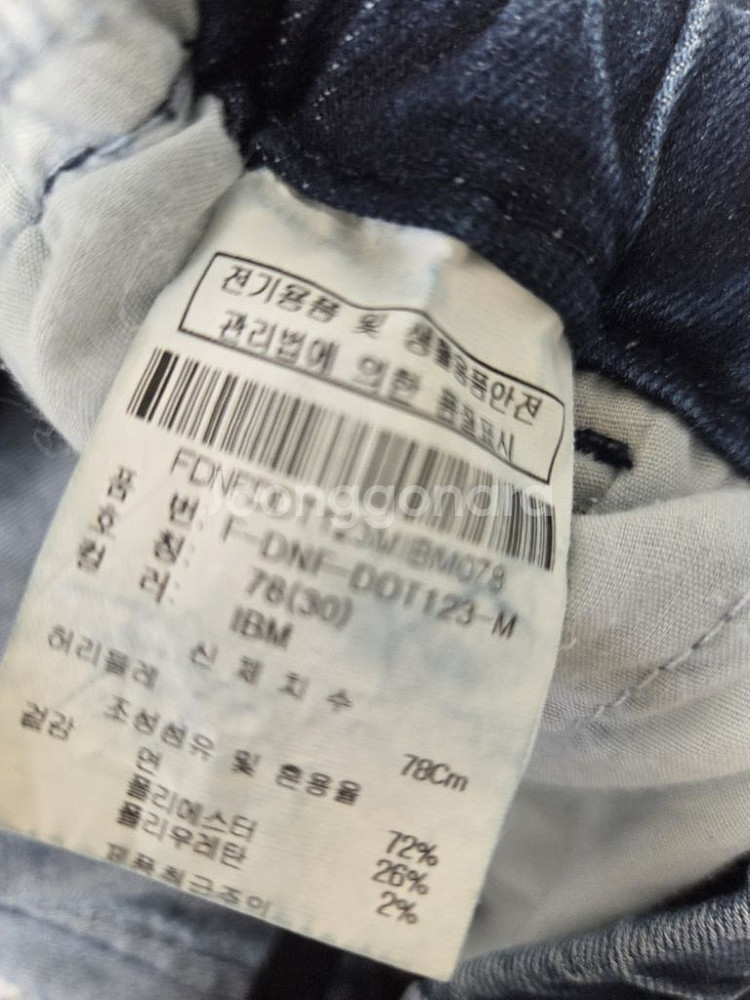 전기용품 및 생활용품안전
관리법에 의한 품질표시
품 번: F-DNF-DOT123-M
호 칭: 78(30)
컬 러: IBM
신 체 치 수
허리둘레 78Cm
조성섬유 및 혼용율
겉감 면 72%
폴리에스터 26%
폴리우레탄 2%
joonggonara